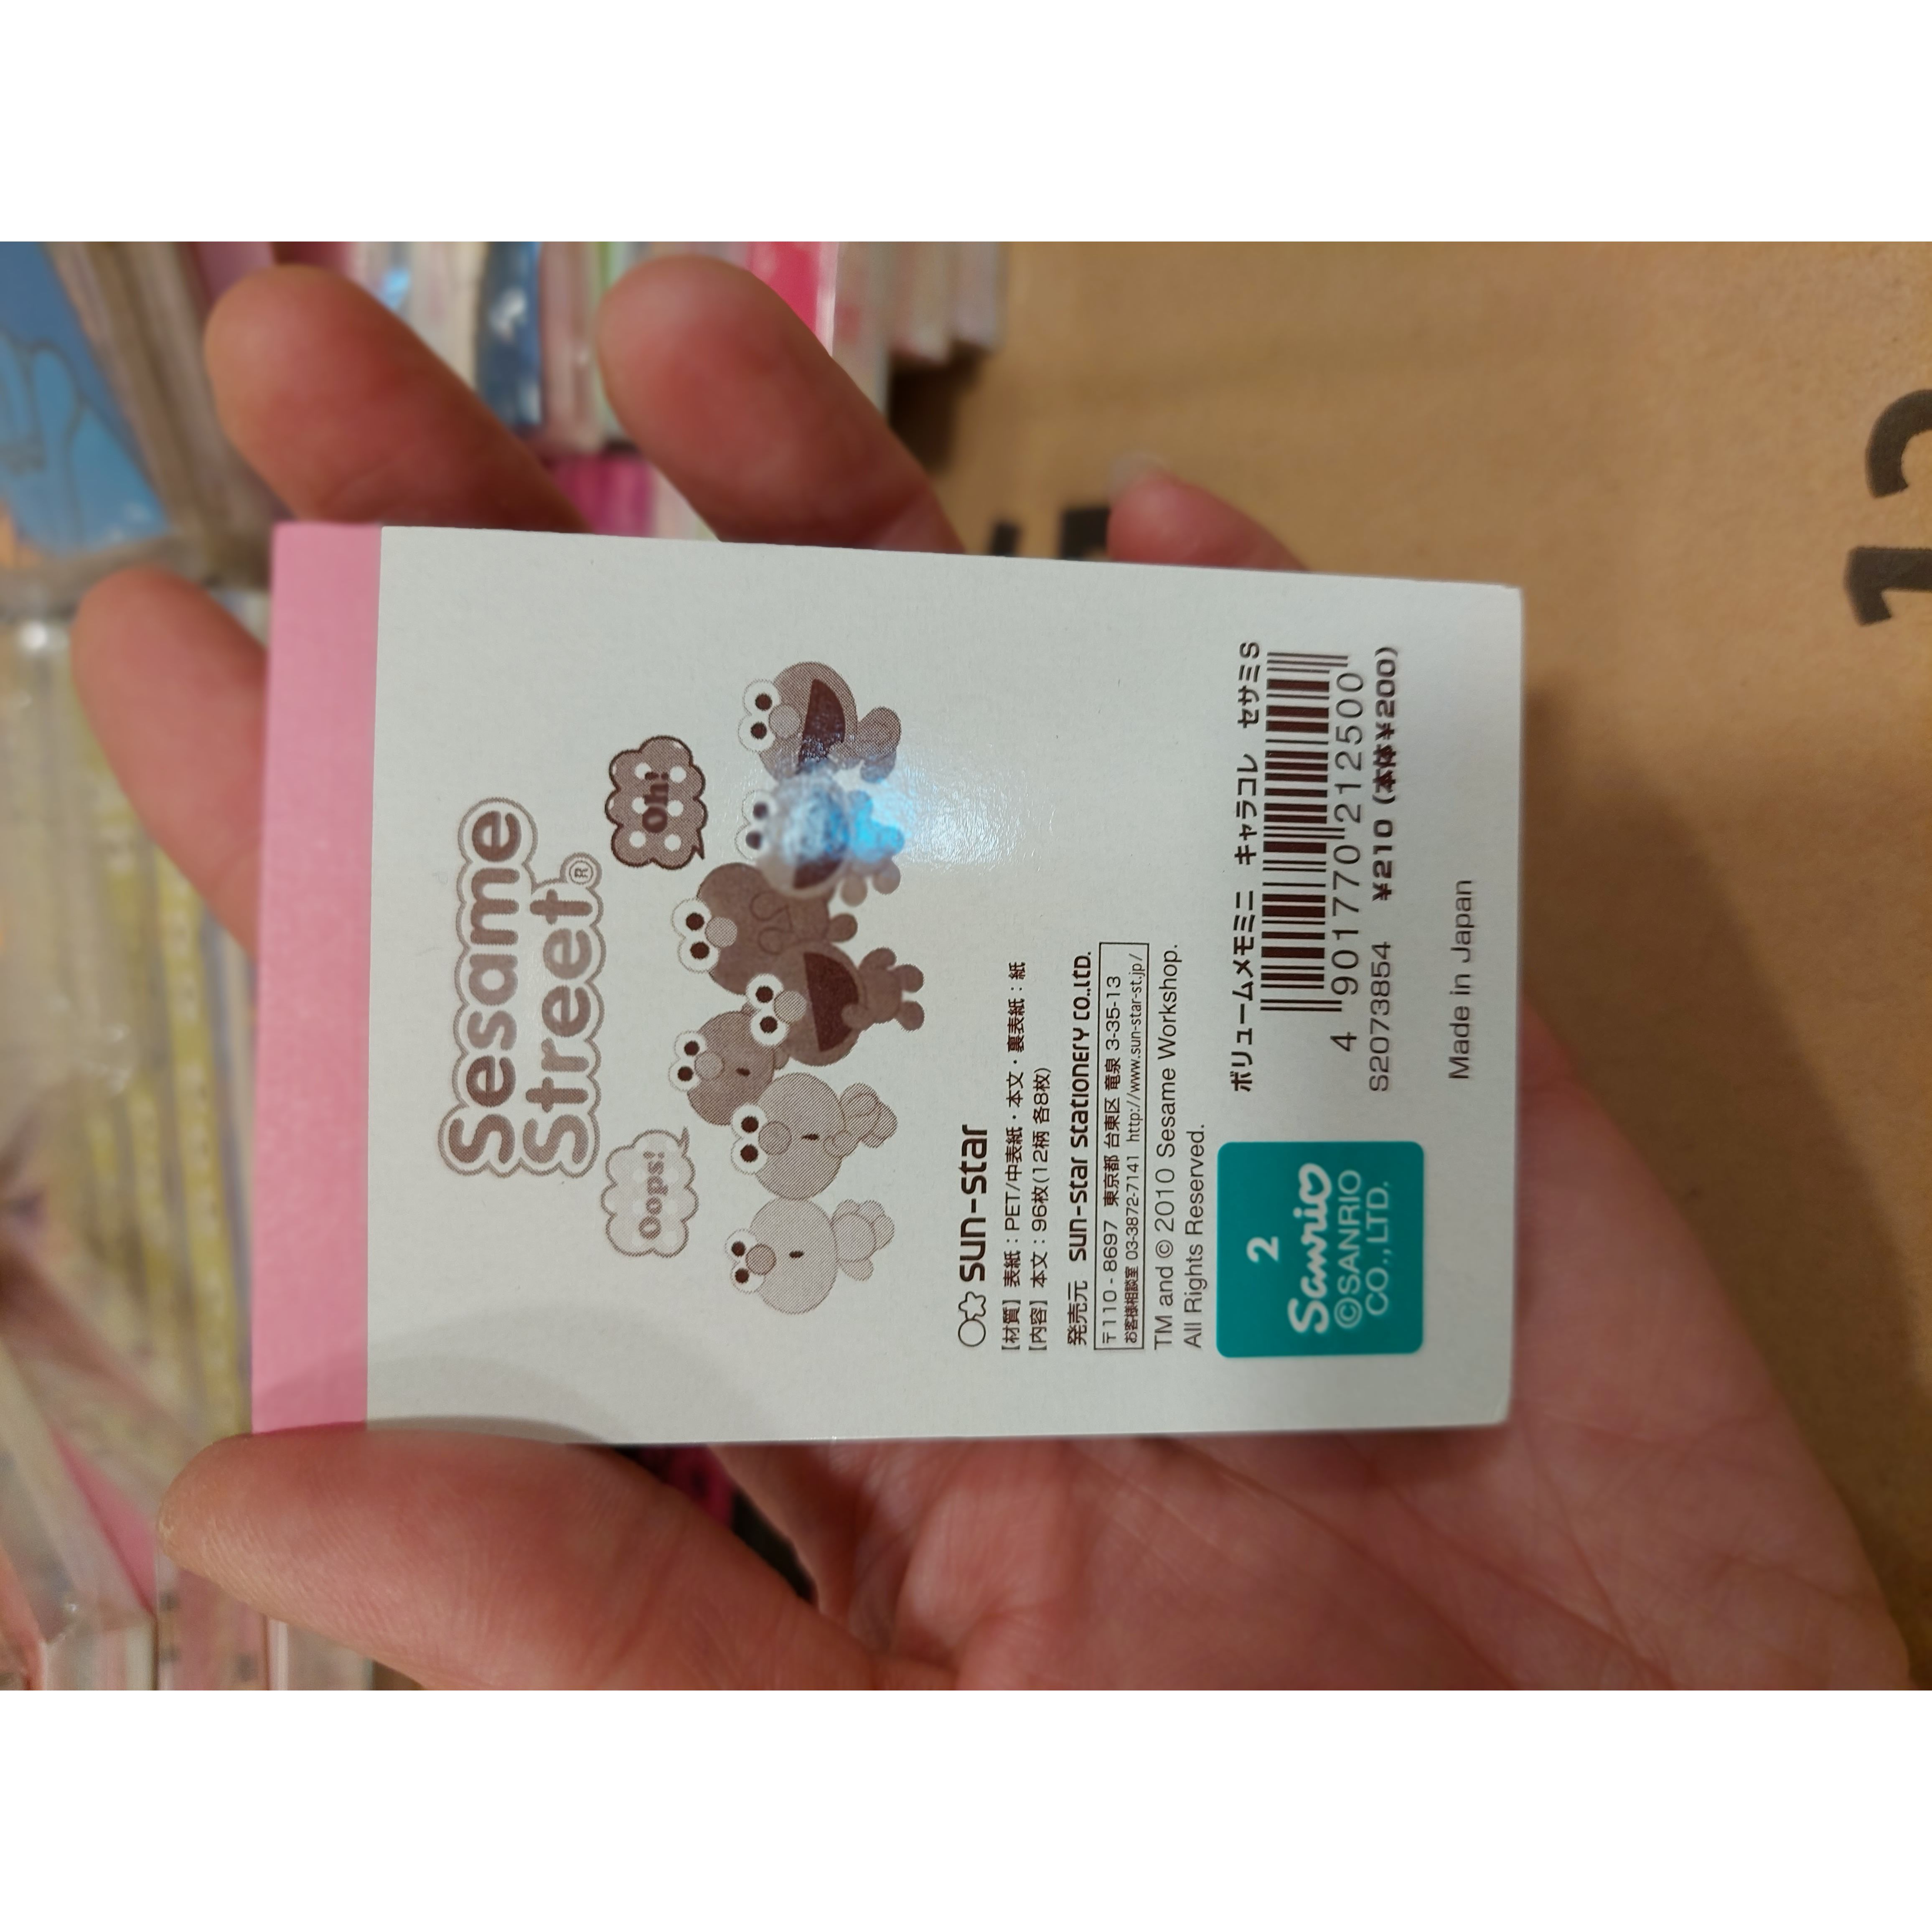 Sesame
Street®
Oops!
Oh!
sun-star
【材質】表紙：PET/中表紙・本文・裏表紙：紙
【内容】本文：96枚(12柄 各8枚)
発売元 sun-star stationery co.,ltd.
〒110-8697 東京都 台東区 竜泉 3-35-13
お客様相談室 03-3872-7141 http://www.sun-star-st.jp/
TM and © 2010 Sesame Workshop.
All Rights Reserved.
2
Sanrio
©SANRIO
CO.,LTD.
ボリュームメモミニ キャラコレ セサミS
4 901770 212500
S2073854 ¥210 (本体¥200)
Made in Japan
12